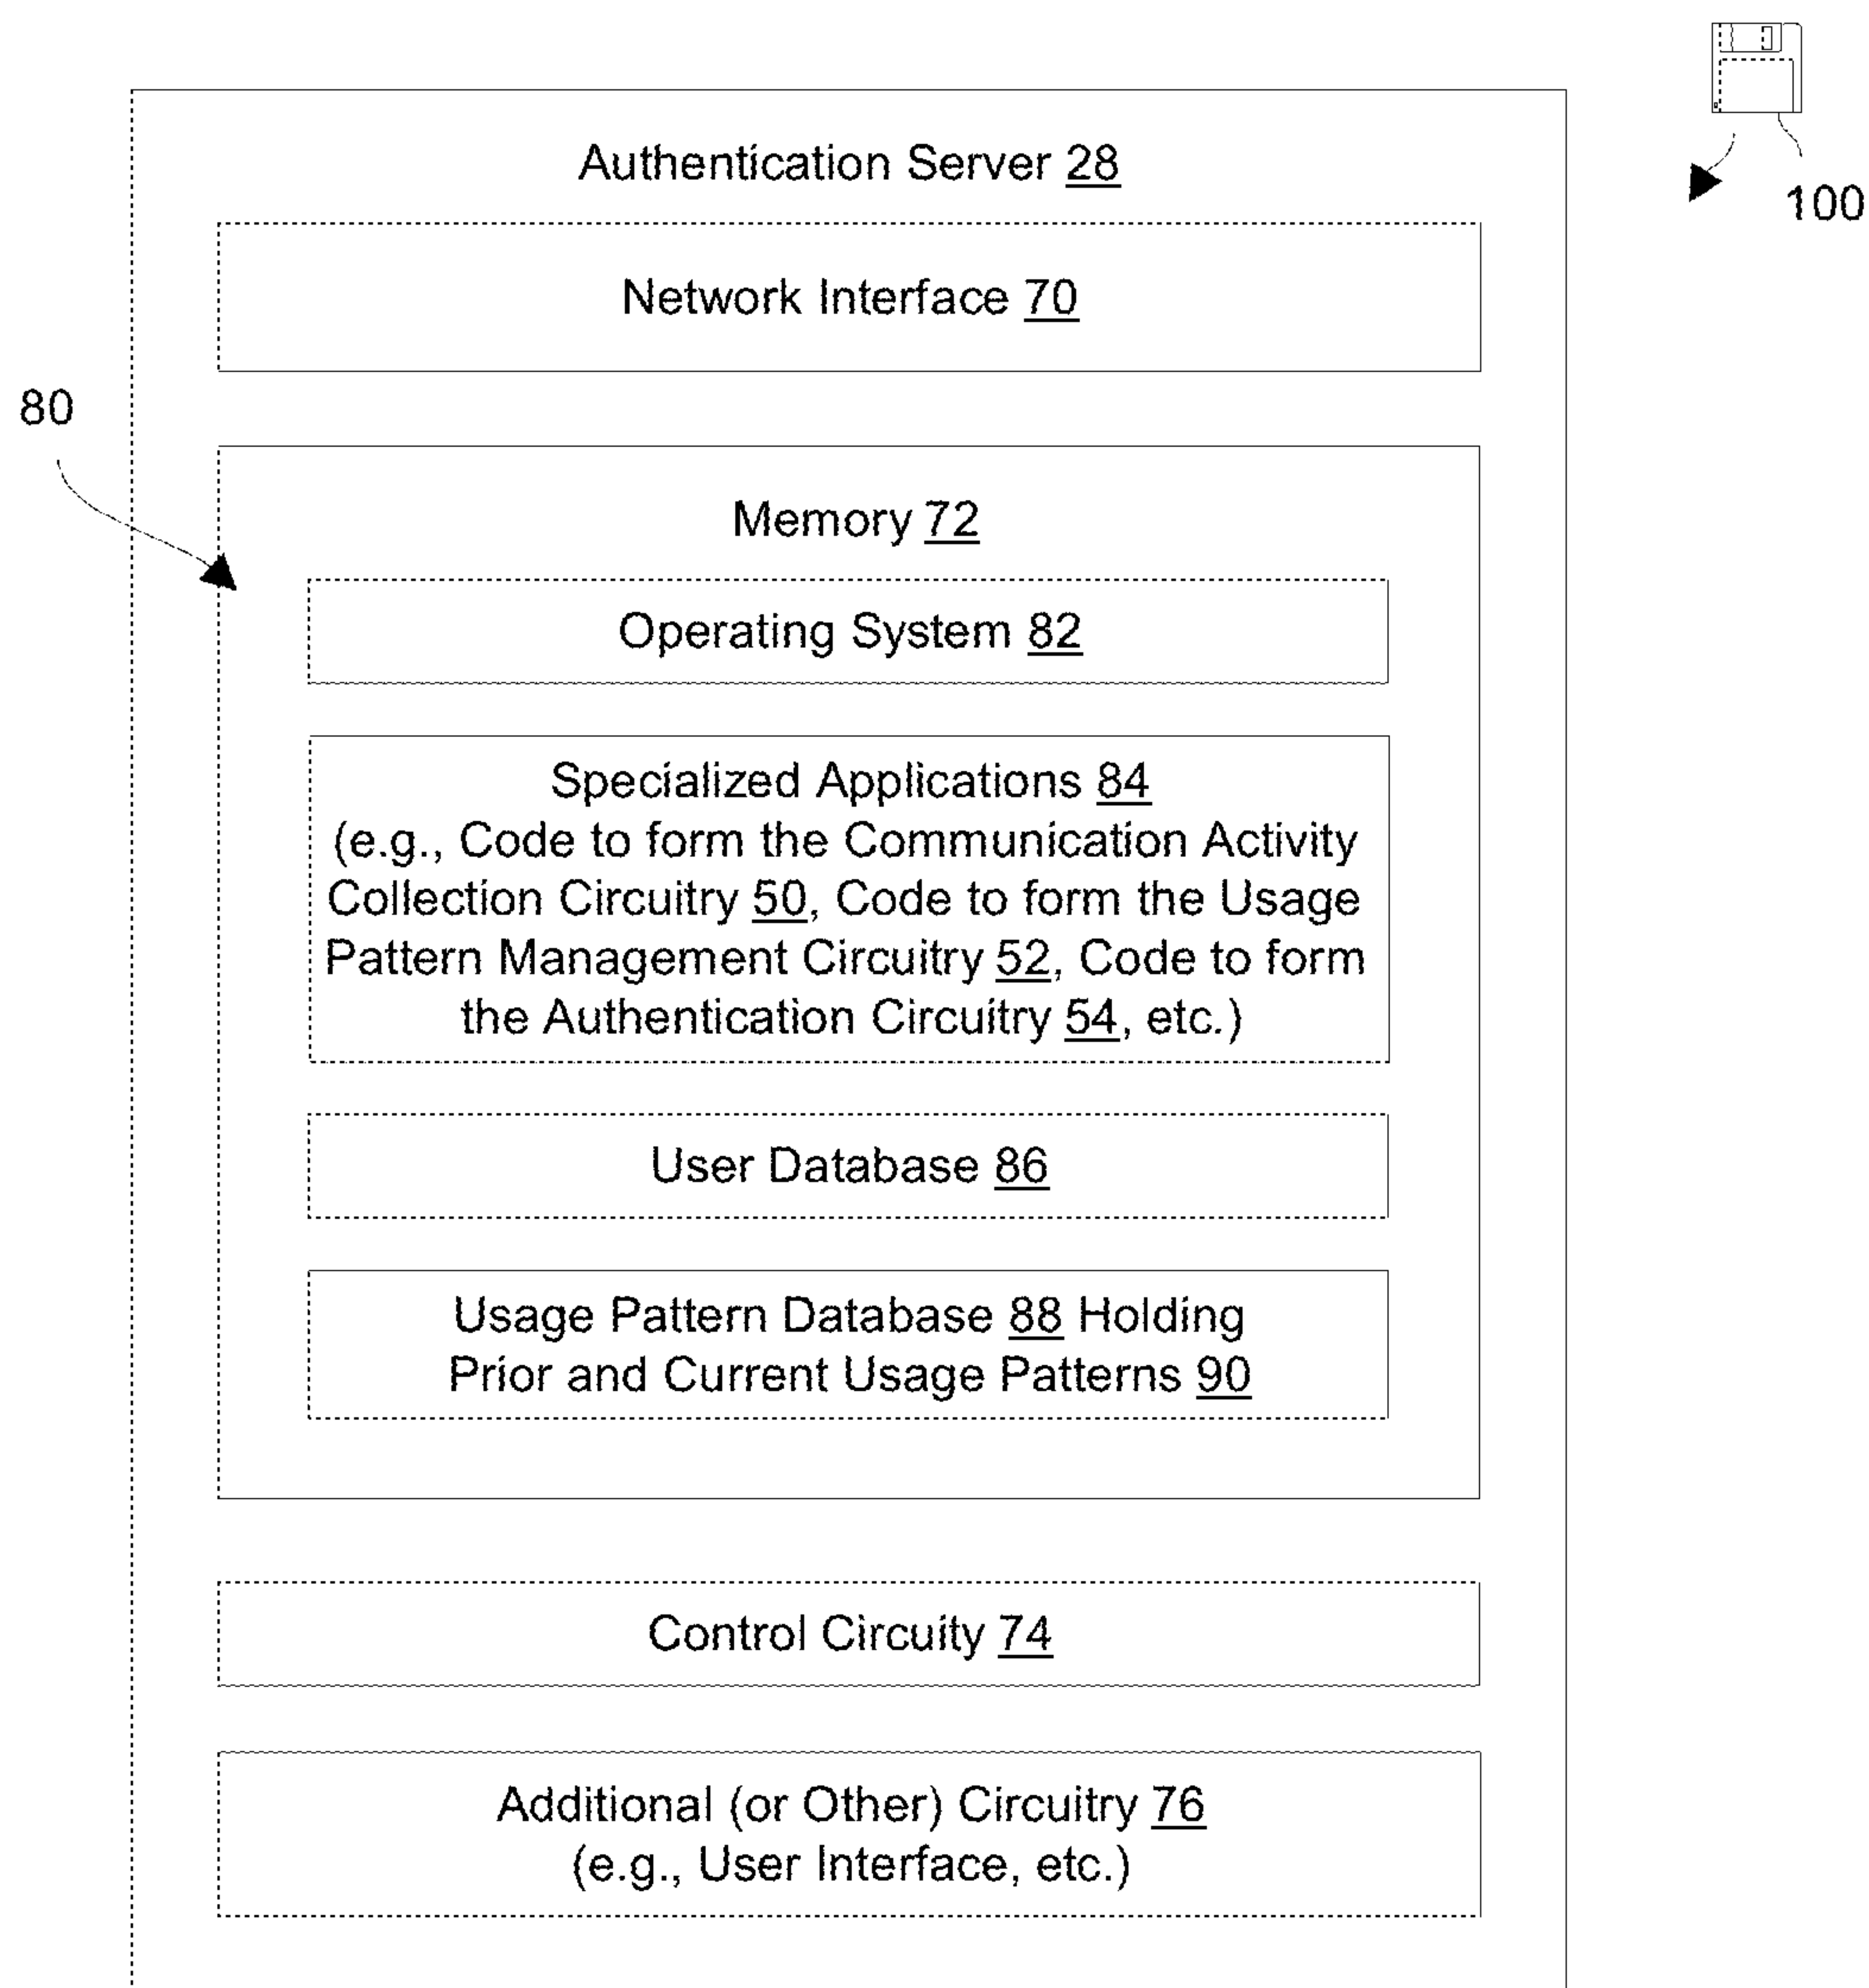 Authentication Server 28
100
Network Interface 70
80
Memory 72
Operating System 82
Specialized Applications 84
(e.g., Code to form the Communication Activity
Collection Circuitry 50, Code to form the Usage
Pattern Management Circuitry 52, Code to form
the Authentication Circuitry 54, etc.)
User Database 86
Usage Pattern Database 88 Holding
Prior and Current Usage Patterns 90
Control Circuity 74
Additional (or Other) Circuitry 76
(e.g., User Interface, etc.)